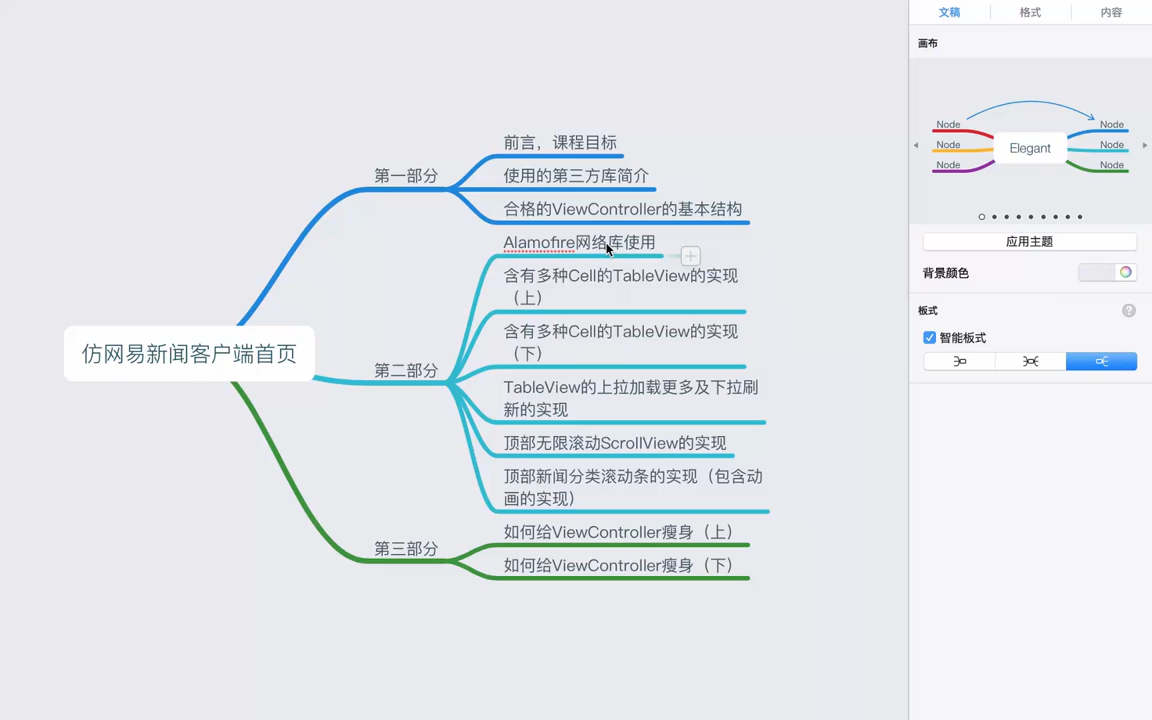 文稿
格式
内容
画布
Node
Node
Node
Elegant
Node
Node
Node
应用主题
背景颜色
板式
?
智能板式
仿网易新闻客户端首页
第一部分
前言，课程目标
使用的第三方库简介
合格的ViewController的基本结构
第二部分
Alamofire网络库使用
含有多种Cell的TableView的实现
（上）
含有多种Cell的TableView的实现
（下）
TableView的上拉加载更多及下拉刷
新的实现
顶部无限滚动ScrollView的实现
顶部新闻分类滚动条的实现（包含动
画的实现）
第三部分
如何给ViewController瘦身（上）
如何给ViewController瘦身（下）